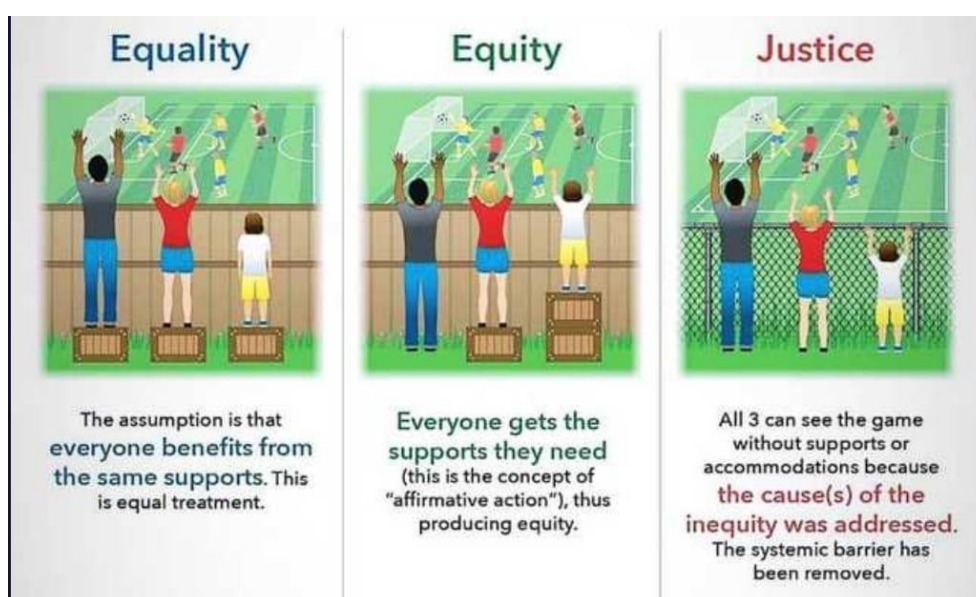 Equality
The assumption is that
everyone benefits from
the same supports. This
is equal treatment.
Equity
Everyone gets the
supports they need
(this is the concept of
"affirmative action"), thus
producing equity.
Justice
All 3 can see the game
without supports or
accommodations because
the cause(s) of the
inequity was addressed.
The systemic barrier has
been removed.